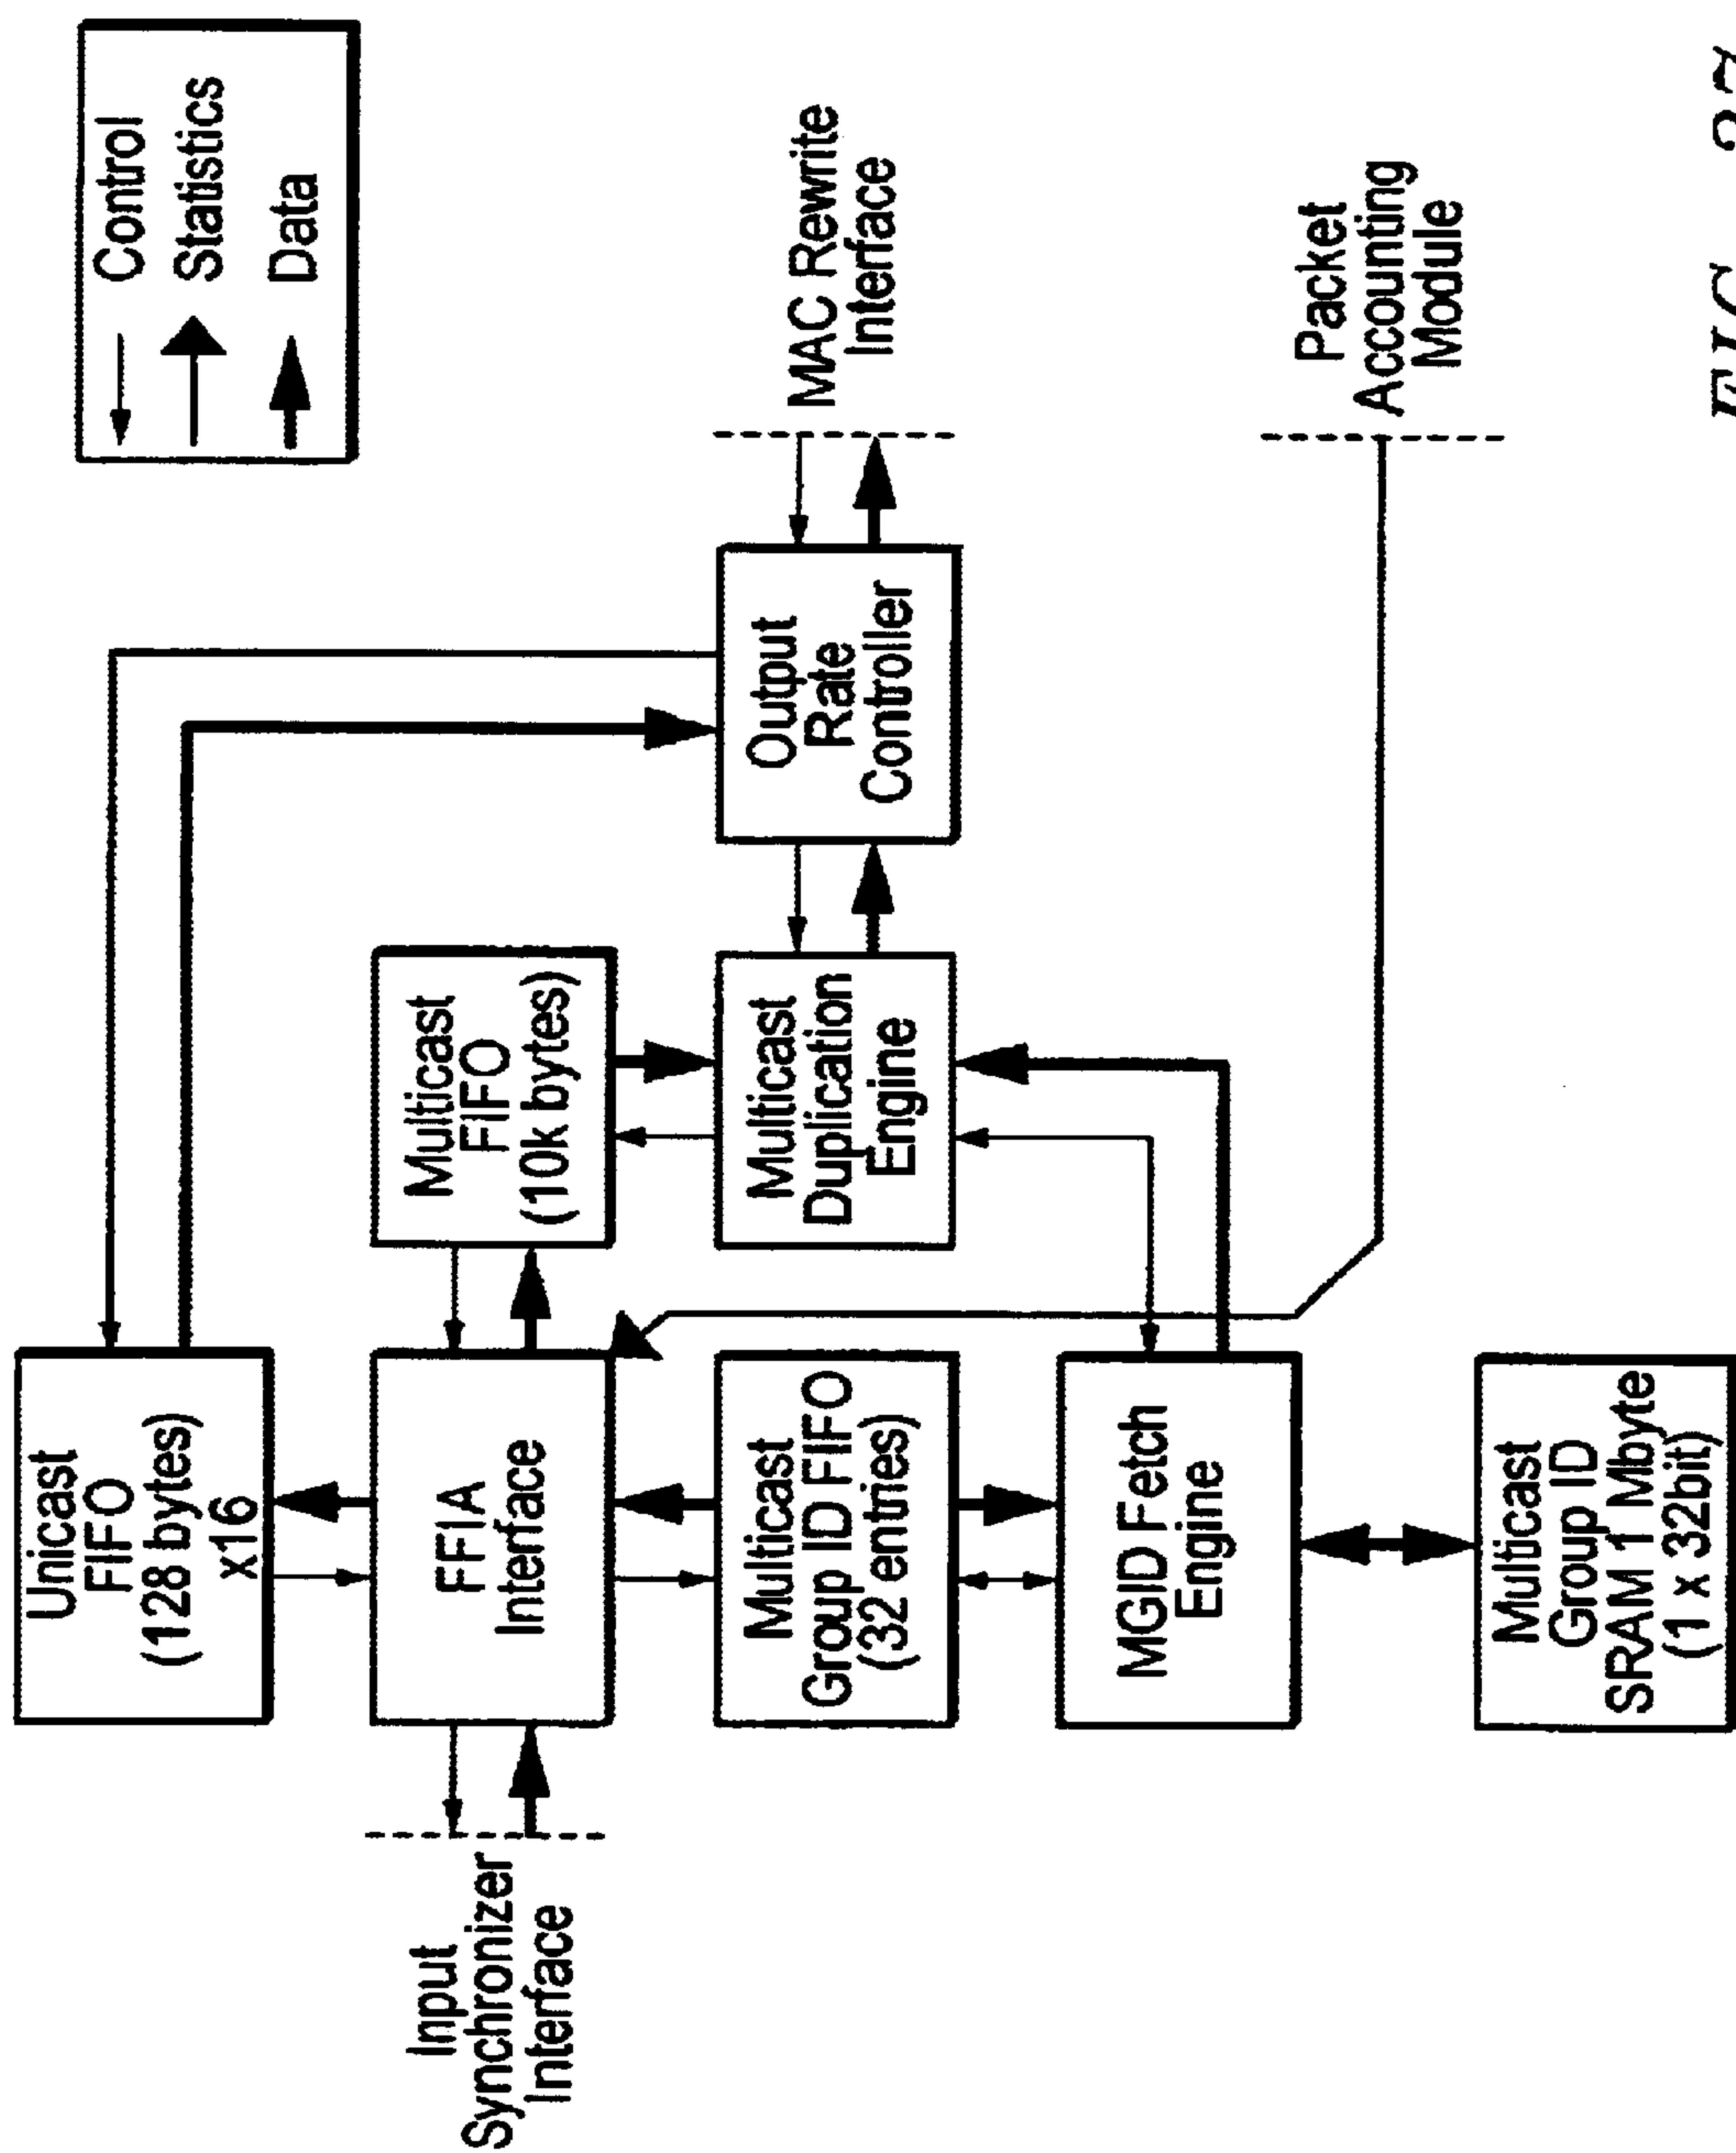 Control
Statistics
Data
Unicast
FIFO
(128 bytes)
x16
Input
Synchronizer
Interface
FFIA
Interface
Multicast
FIFO
(10k bytes)
MAC Rewrite
Interface
Multicast
Group ID FIFO
(32 entries)
Multicast
Duplication
Engine
Output
Rate
Controller
MGID Fetch
Engine
Packet
Accounting
Module
Multicast
Group ID
SRAM 1 Mbyte
(1 x 32bit)